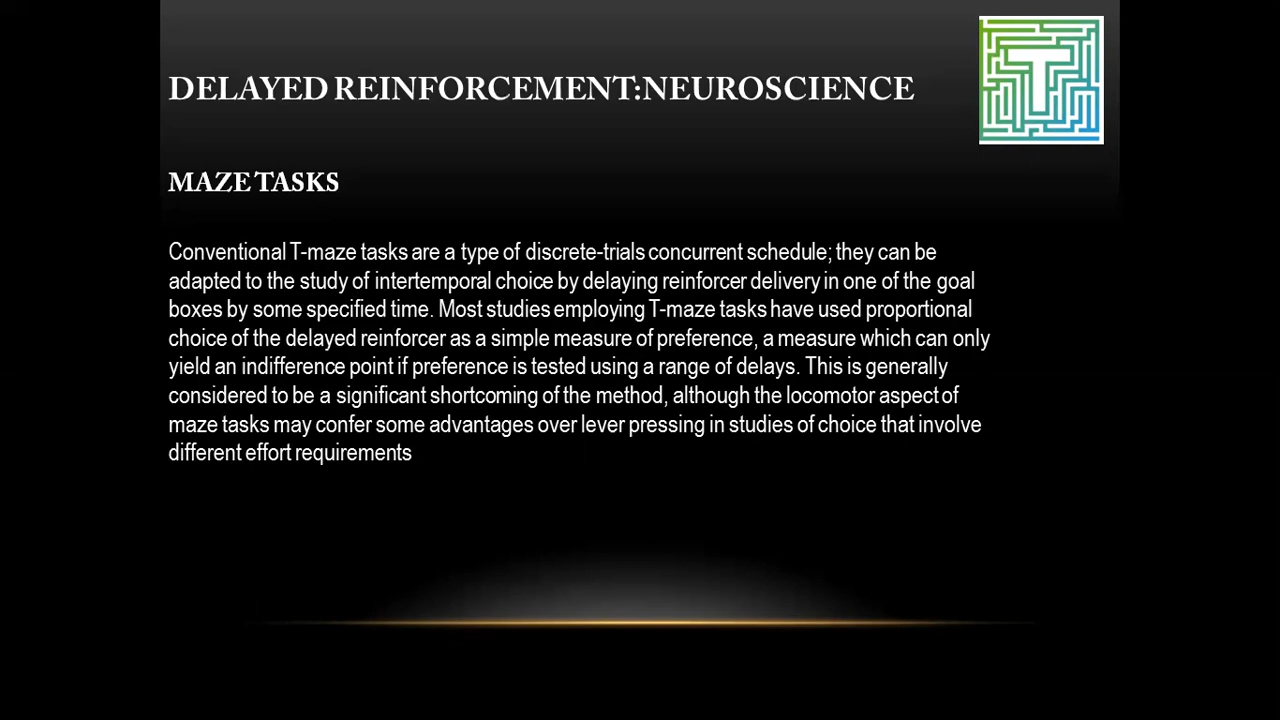 DELAYED REINFORCEMENT:NEUROSCIENCE
T
MAZE TASKS
Conventional T-maze tasks are a type of discrete-trials concurrent schedule; they can be
adapted to the study of intertemporal choice by delaying reinforcer delivery in one of the goal
boxes by some specified time. Most studies employing T-maze tasks have used proportional
choice of the delayed reinforcer as a simple measure of preference, a measure which can only
yield an indifference point if preference is tested using a range of delays. This is generally
considered to be a significant shortcoming of the method, although the locomotor aspect of
maze tasks may confer some advantages over lever pressing in studies of choice that involve
different effort requirements